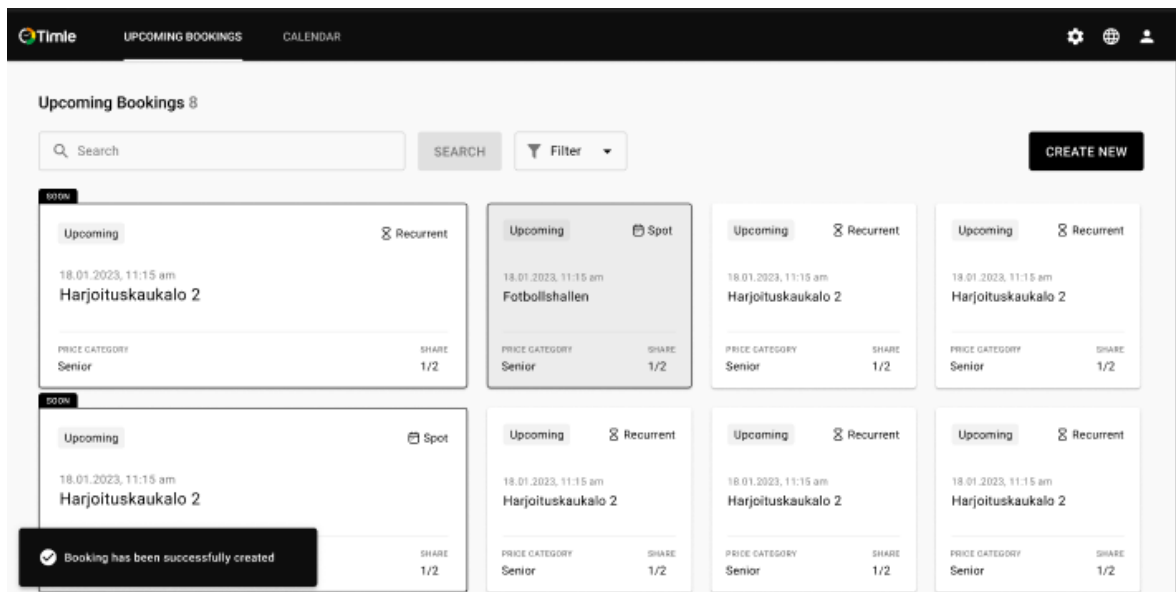 Timle UPCOMING BOOKINGS CALENDAR
Upcoming Bookings 8
Search SEARCH Filter CREATE NEW
SOON
Upcoming Recurrent
18.01.2023, 11:15 am
Harjoituskaukalo 2
PRICE CATEGORY SHARE
Senior 1/2
Upcoming Spot
18.01.2023, 11:15 am
Fotbollshallen
PRICE CATEGORY SHARE
Senior 1/2
Upcoming Recurrent
18.01.2023, 11:15 am
Harjoituskaukalo 2
PRICE CATEGORY SHARE
Senior 1/2
Upcoming Recurrent
18.01.2023, 11:15 am
Harjoituskaukalo 2
PRICE CATEGORY SHARE
Senior 1/2
SOON
Upcoming Spot
18.01.2023, 11:15 am
Harjoituskaukalo 2
SHARE
1/2
Upcoming Recurrent
18.01.2023, 11:15 am
Harjoituskaukalo 2
PRICE CATEGORY SHARE
Senior 1/2
Upcoming Recurrent
18.01.2023, 11:15 am
Harjoituskaukalo 2
PRICE CATEGORY SHARE
Senior 1/2
Upcoming Recurrent
18.01.2023, 11:15 am
Harjoituskaukalo 2
PRICE CATEGORY SHARE
Senior 1/2
Booking has been successfully created